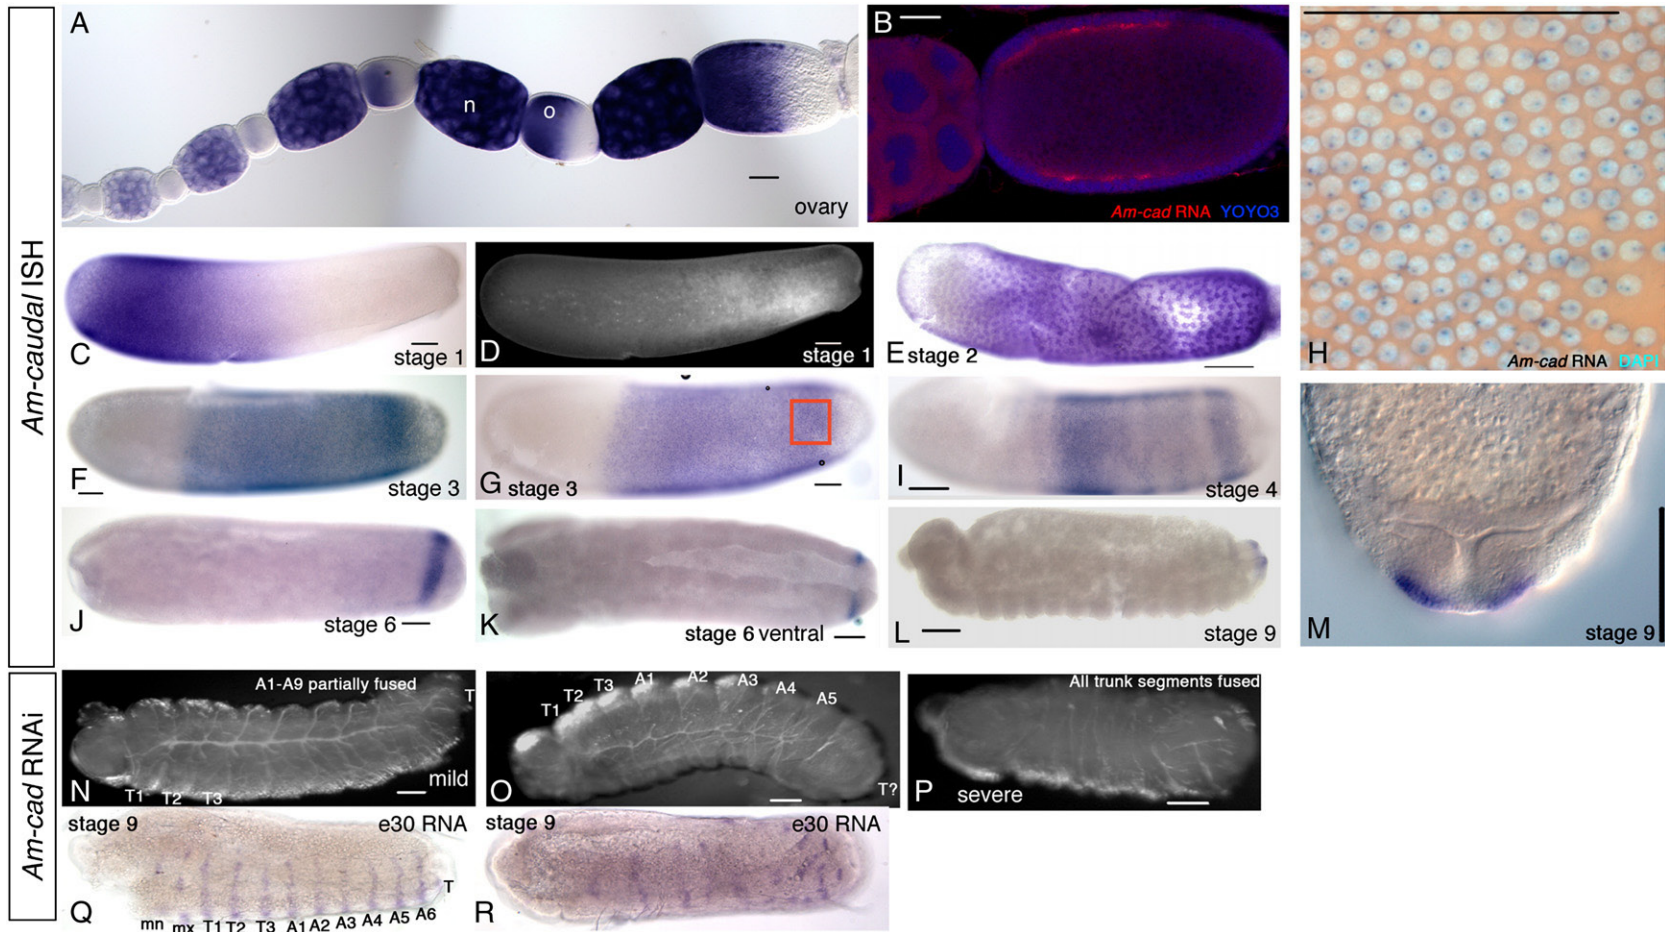 Am-caudal ISH
A
n
o
ovary
B
Am-cad RNA YOYO3
H
Am-cad RNA DAPI
C
stage 1
D
stage 1
E stage 2
F
stage 3
G stage 3
I
stage 4
J
stage 6
K
stage 6 ventral
L
stage 9
M
stage 9
Am-cad RNAi
A1-A9 partially fused
T
N
mild
T1 T2 T3
T1 T2 T3 A1 A2 A3 A4 A5
O
T?
All trunk segments fused
P
severe
stage 9
e30 RNA
T
Q
mn mx T1 T2 T3 A1 A2 A3 A4 A5 A6
stage 9
e30 RNA
R